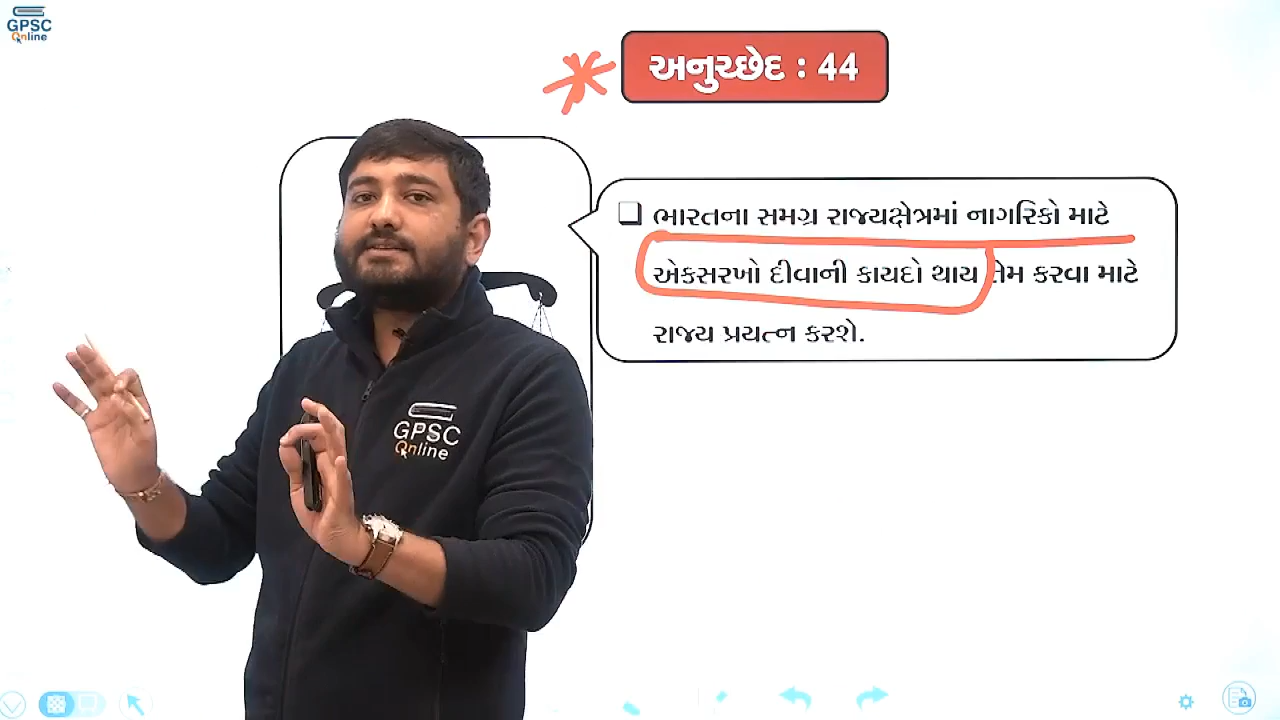 GPSC
Online
અનુચ્છેદ : 44
ભારતના સમગ્ર રાજ્યક્ષેત્રમાં નાગરિકો માટે
એકસરખો દીવાની કાયદો થાય તેમ કરવા માટે
રાજ્ય પ્રયત્ન કરશે.
GPSC
Online